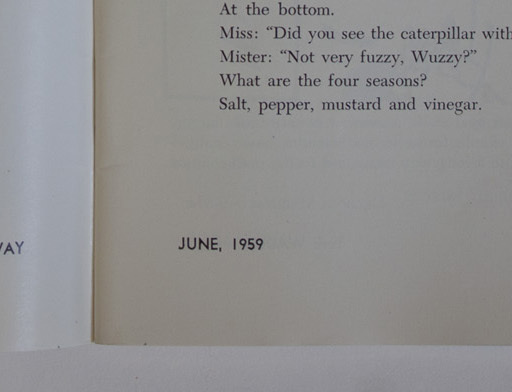 At the bottom.
Miss: “Did you see the caterpillar with
Mister: “Not very fuzzy, Wuzzy?”
What are the four seasons?
Salt, pepper, mustard and vinegar.
JUNE, 1959